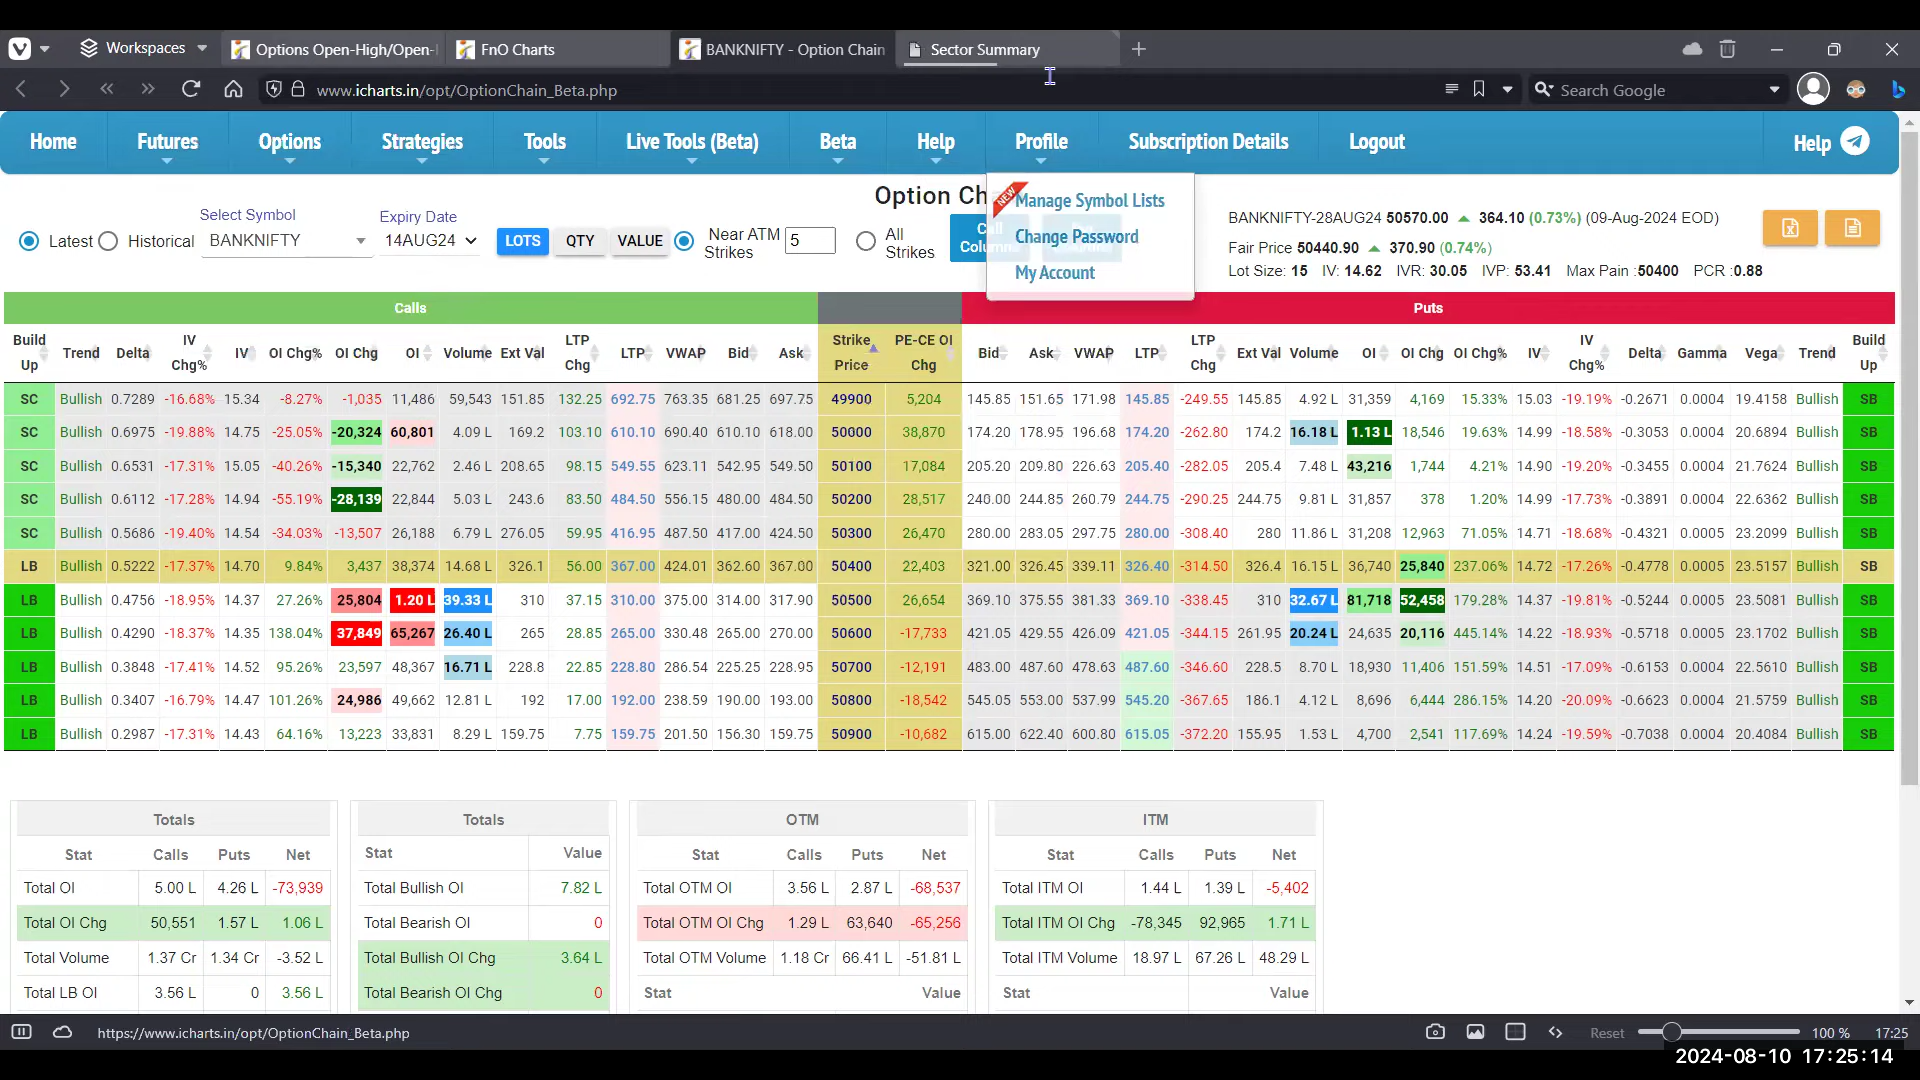 Workspaces
Options Open-High/Open-
FnO Charts
BANKNIFTY - Option Chain
Sector Summary
www.icharts.in/opt/OptionChain_Beta.php
Search Google
Home Futures Options Strategies Tools Live Tools (Beta) Beta Help Profile Subscription Details Logout Help
NEW Manage Symbol Lists
Change Password
My Account
Option Ch
Select Symbol Expiry Date
Latest Historical BANKNIFTY 14AUG24 LOTS QTY VALUE Near ATM Strikes 5 All Strikes
BANKNIFTY-28AUG24 50570.00 364.10 (0.73%) (09-Aug-2024 EOD)
Fair Price 50440.90 370.90 (0.74%)
Lot Size: 15 IV: 14.62 IVR: 30.05 IVP: 53.41 Max Pain :50400 PCR :0.88
Calls Puts
Build Up Trend Delta IV Chg% IV OI Chg% OI Chg OI Volume Ext Val LTP Chg LTP VWAP Bid Ask Strike Price PE-CE OI Chg Bid Ask VWAP LTP LTP Chg Ext Val Volume OI OI Chg OI Chg% IV IV Chg% Delta Gamma Vega Trend Build Up
SC Bullish 0.7289 -16.68% 15.34 -8.27% -1,035 11,486 59,543 151.85 132.25 692.75 763.35 681.25 697.75 49900 5,204 145.85 151.65 171.98 145.85 -249.55 145.85 4.92 L 31,359 4,169 15.33% 15.03 -19.19% -0.2671 0.0004 19.4158 Bullish SB
SC Bullish 0.6975 -19.88% 14.75 -25.05% -20,324 60,801 4.09 L 169.2 103.10 610.10 690.40 610.10 618.00 50000 38,870 174.20 178.95 196.68 174.20 -262.80 174.2 16.18 L 1.13 L 18,546 19.63% 14.99 -18.58% -0.3053 0.0004 20.6894 Bullish SB
SC Bullish 0.6531 -17.31% 15.05 -40.26% -15,340 22,762 2.46 L 208.65 98.15 549.55 623.11 542.95 549.50 50100 17,084 205.20 209.80 226.63 205.40 -282.05 205.4 7.48 L 43,216 1,744 4.21% 14.90 -19.20% -0.3455 0.0004 21.7624 Bullish SB
SC Bullish 0.6112 -17.28% 14.94 -55.19% -28,139 22,844 5.03 L 243.6 83.50 484.50 556.15 480.00 484.50 50200 28,517 240.00 244.85 260.79 244.75 -290.25 244.75 9.81 L 31,857 378 1.20% 14.99 -17.73% -0.3891 0.0004 22.6362 Bullish SB
SC Bullish 0.5686 -19.40% 14.54 -34.03% -13,507 26,188 6.79 L 276.05 59.95 416.95 487.50 417.00 424.50 50300 26,470 280.00 283.05 297.75 280.00 -308.40 280 11.86 L 31,208 12,963 71.05% 14.71 -18.68% -0.4321 0.0004 23.2099 Bullish SB
LB Bullish 0.5222 -17.37% 14.70 9.84% 3,437 38,374 14.68 L 326.1 56.00 367.00 424.01 362.60 367.00 50400 22,403 321.00 326.45 339.11 326.40 -314.50 326.4 16.15 L 36,740 25,840 237.06% 14.72 -17.26% -0.4778 0.0004 23.5157 Bullish SB
LB Bullish 0.4756 -18.95% 14.37 27.26% 25,804 1.20 L 39.33 L 310 37.15 310.00 375.00 314.00 317.90 50500 26,654 369.10 375.55 381.33 369.10 -338.45 310 32.67 L 81,718 52,458 179.28% 14.37 -19.81% -0.5244 0.0004 23.5081 Bullish SB
LB Bullish 0.4290 -18.37% 14.35 138.04% 37,849 65,267 26.40 L 265 28.85 265.00 330.48 265.00 270.00 50600 -17,733 421.05 429.55 426.09 421.05 -344.15 261.95 20.24 L 24,635 20,116 445.14% 14.22 -18.93% -0.5718 0.0004 23.1702 Bullish SB
LB Bullish 0.3848 -17.41% 14.52 95.26% 23,597 48,367 16.71 L 228.8 22.85 228.80 286.54 225.25 228.95 50700 -12,191 483.00 487.60 478.63 487.60 -346.60 228.5 8.70 L 18,930 11,406 151.59% 14.51 -17.09% -0.6153 0.0004 22.5610 Bullish SB
LB Bullish 0.3407 -16.79% 14.47 101.26% 24,986 49,662 12.81 L 192 17.00 192.00 238.59 190.00 193.00 50800 -18,542 545.05 553.00 537.99 545.20 -367.65 186.1 4.12 L 8,696 6,444 286.15% 14.20 -20.09% -0.6623 0.0004 21.5759 Bullish SB
LB Bullish 0.2987 -17.31% 14.43 64.16% 13,223 33,831 8.29 L 159.75 7.75 159.75 201.50 156.30 159.75 50900 -10,682 615.00 622.40 600.80 615.05 -372.20 155.95 1.53 L 4,700 2,541 117.69% 14.24 -19.59% -0.7038 0.0004 20.4084 Bullish SB
Totals
Stat Calls Puts Net
Total OI 5.00 L 4.26 L -73,939
Total OI Chg 50,551 1.57 L 1.06 L
Total Volume 1.37 Cr 1.34 Cr -3.52 L
Total LB OI 3.56 L 0 3.56 L
Totals
Stat Value
Total Bullish OI 7.82 L
Total Bearish OI 0
Total Bullish OI Chg 3.64 L
Total Bearish OI Chg 0
OTM
Stat Calls Puts Net
Total OTM OI 3.56 L 2.87 L -68,537
Total OTM OI Chg 1.29 L 63,640 -65,256
Total OTM Volume 1.18 Cr 66.41 L -51.81 L
Stat Value
ITM
Stat Calls Puts Net
Total ITM OI 1.44 L 1.39 L -5,402
Total ITM OI Chg -78,345 92,965 1.71 L
Total ITM Volume 18.97 L 67.26 L 48.29 L
Stat Value
https://www.icharts.in/opt/OptionChain_Beta.php
Reset 100 % 17:25
2024-08-10 17:25:14